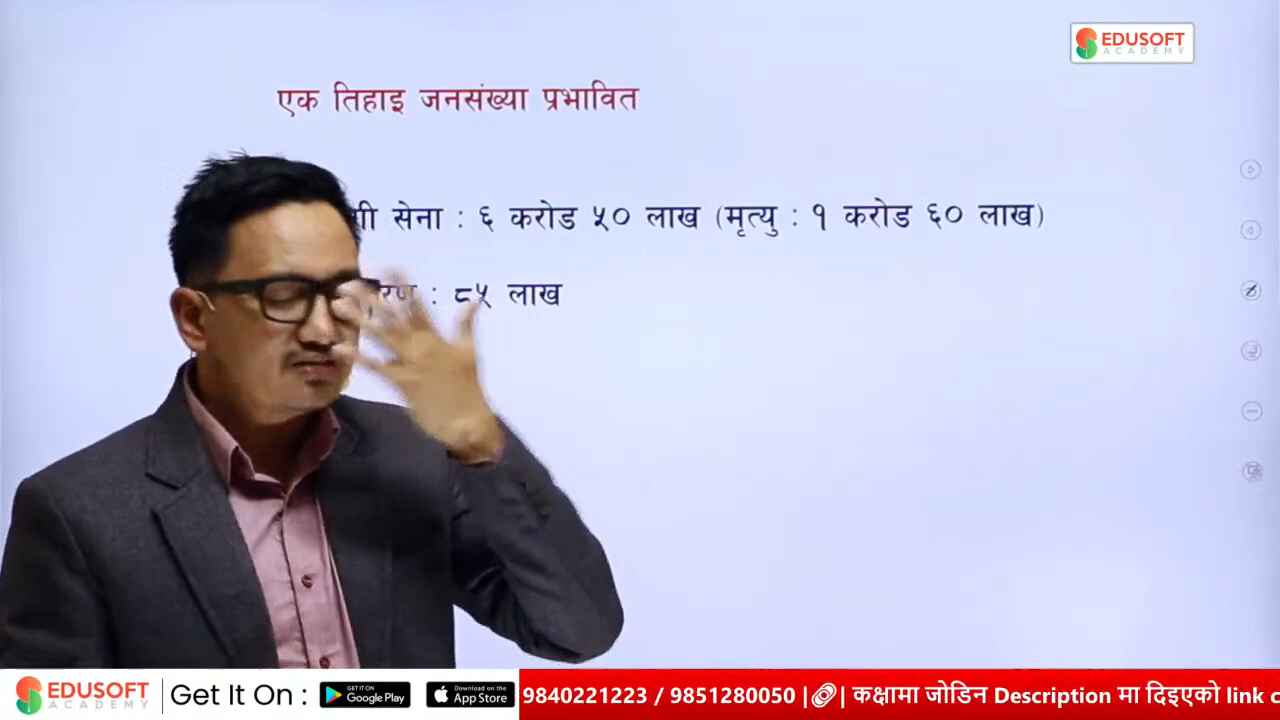 EDUSOFT
ACADEMY
एक तिहाइ जनसंख्या प्रभावित
सेना : ६ करोड ५० लाख (मृत्यु : १ करोड ६० लाख)
: ८५ लाख
EDUSOFT
ACADEMY
Get It On :
GET IT ON
Google Play
Download on the
App Store
9840221223 / 9851280050 | | कक्षामा जोडिन Description मा दिइएको link